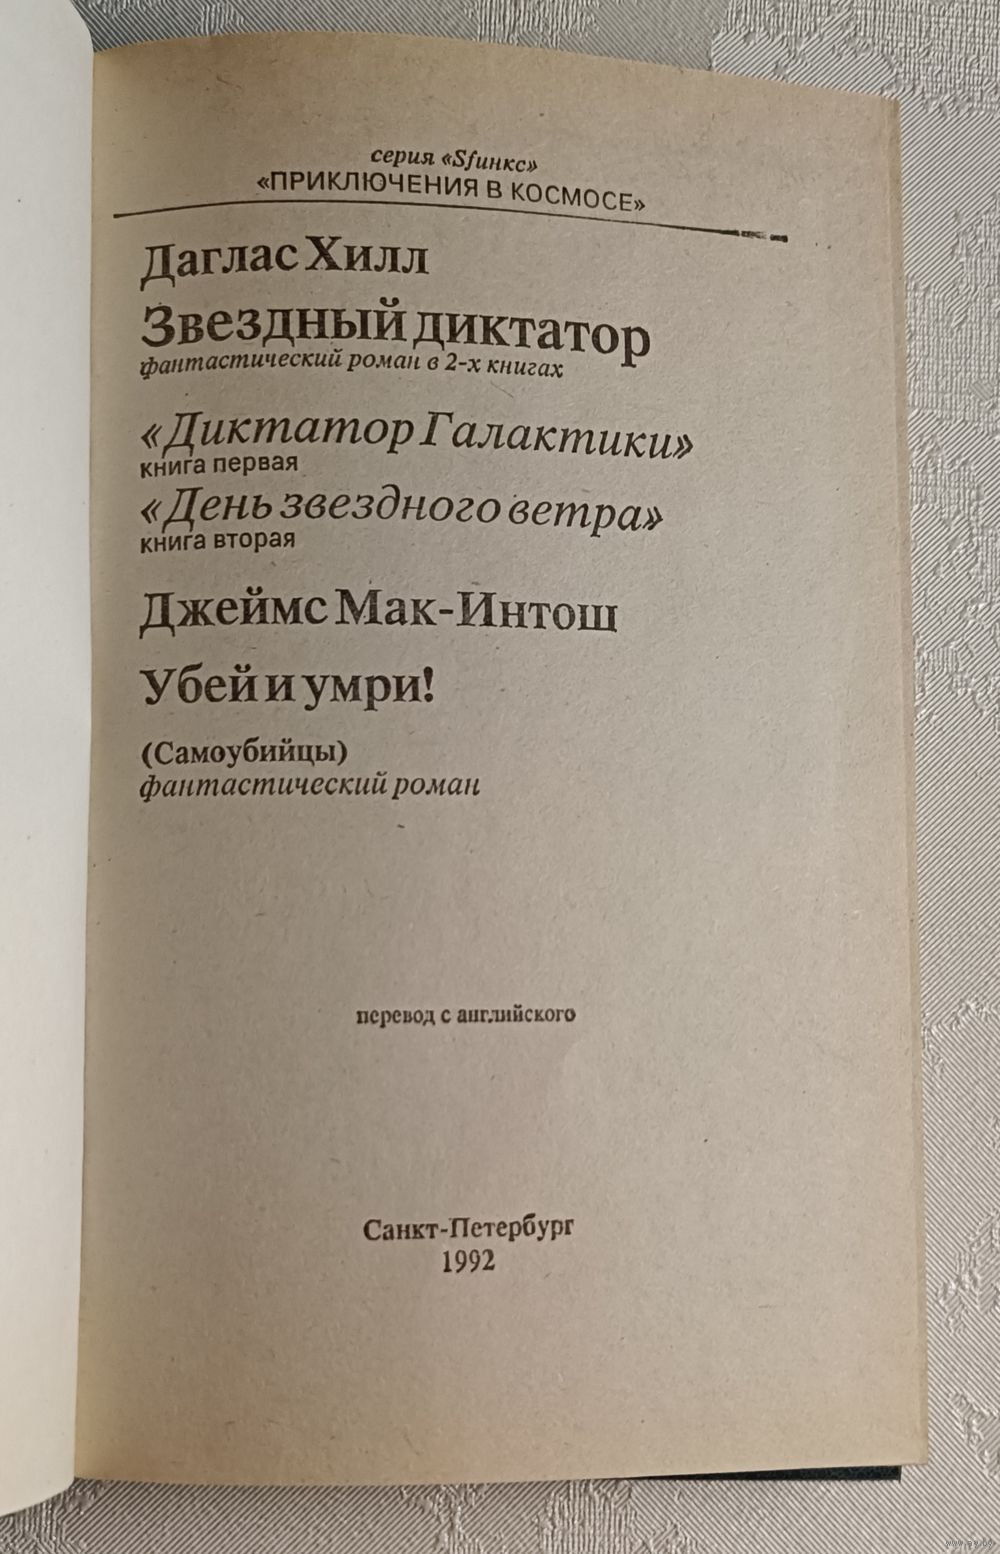 серия «Sfинкс»
«ПРИКЛЮЧЕНИЯ В КОСМОСЕ»
Даглас Хилл
Звездный диктатор
фантастический роман в 2-х книгах
«Диктатор Галактики»
книга первая
«День звездного ветра»
книга вторая
Джеймс Мак-Интош
Убей и умри!
(Самоубийцы)
фантастический роман
перевод с английского
Санкт-Петербург
1992